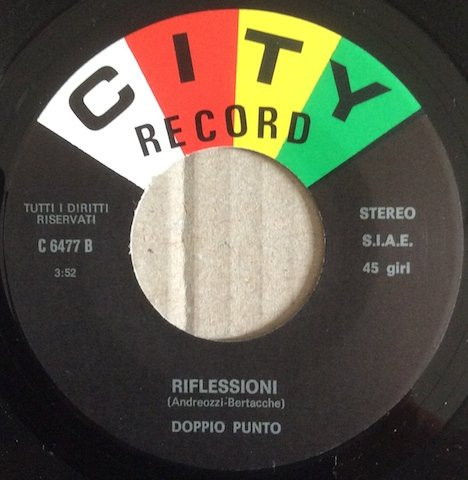 CITY
RECORD
TUTTI I DIRITTI
RISERVATI
C 6477 B
3:52
STEREO
S.I.A.E.
45 giri
RIFLESSIONI
(Andreozzi-Bertacche)
DOPPIO PUNTO